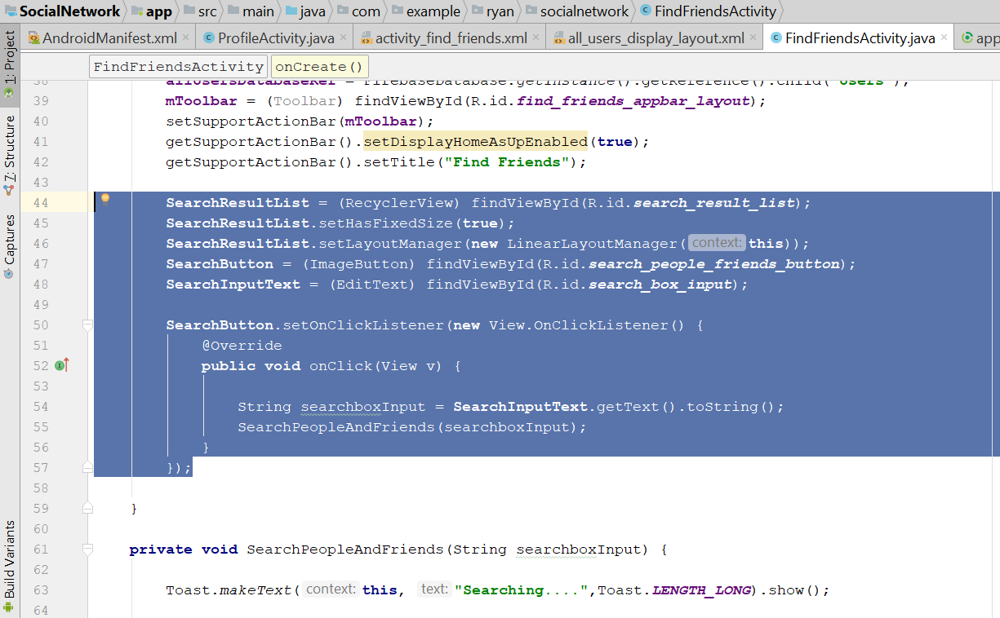 SocialNetwork app src main java com example ryan socialnetwork FindFriendsActivity
AndroidManifest.xml ProfileActivity.java activity_find_friends.xml all_users_display_layout.xml FindFriendsActivity.java app
1: Project
7: Structure
Captures
Build Variants
FindFriendsActivity onCreate()
38 allUsersDatabaseRef = FirebaseDatabase.getInstance().getReference().child("Users");
39 mToolbar = (Toolbar) findViewById(R.id.find_friends_appbar_layout);
40 setSupportActionBar(mToolbar);
41 getSupportActionBar().setDisplayHomeAsUpEnabled(true);
42 getSupportActionBar().setTitle("Find Friends");
43
44 SearchResultList = (RecyclerView) findViewById(R.id.search_result_list);
45 SearchResultList.setHasFixedSize(true);
46 SearchResultList.setLayoutManager(new LinearLayoutManager( context: this));
47 SearchButton = (ImageButton) findViewById(R.id.search_people_friends_button);
48 SearchInputText = (EditText) findViewById(R.id.search_box_input);
49
50 SearchButton.setOnClickListener(new View.OnClickListener() {
51 @Override
52 public void onClick(View v) {
53
54 String searchboxInput = SearchInputText.getText().toString();
55 SearchPeopleAndFriends(searchboxInput);
56 }
57 });
58
59 }
60
61 private void SearchPeopleAndFriends(String searchboxInput) {
62
63 Toast.makeText( context: this, text: "Searching....",Toast.LENGTH_LONG).show();
64